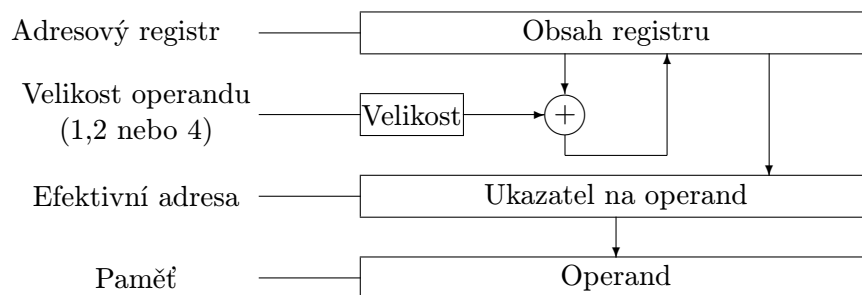 Adresový registr
Obsah registru
Velikost operandu
(1,2 nebo 4)
Velikost
+
Efektivní adresa
Ukazatel na operand
Paměť
Operand